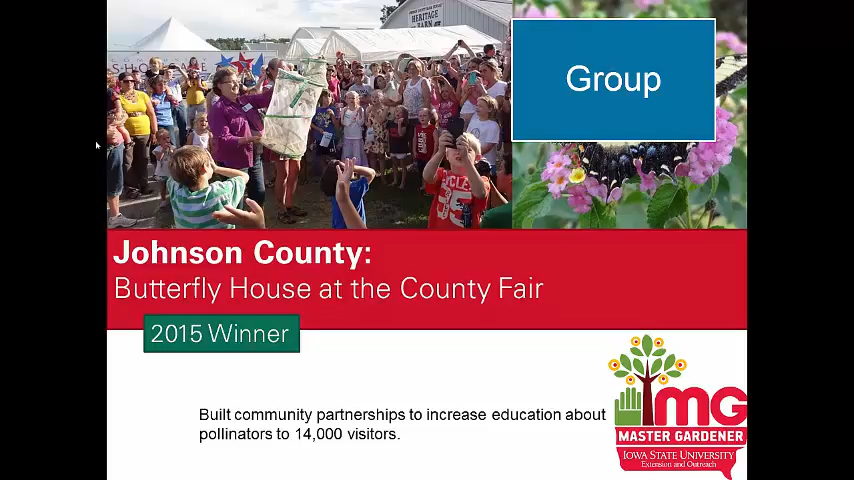 HERITAGE
BARN
Group
Johnson County:
Butterfly House at the County Fair
2015 Winner
Built community partnerships to increase education about
pollinators to 14,000 visitors.
MG
MASTER GARDENER
IOWA STATE UNIVERSITY
Extension and Outreach